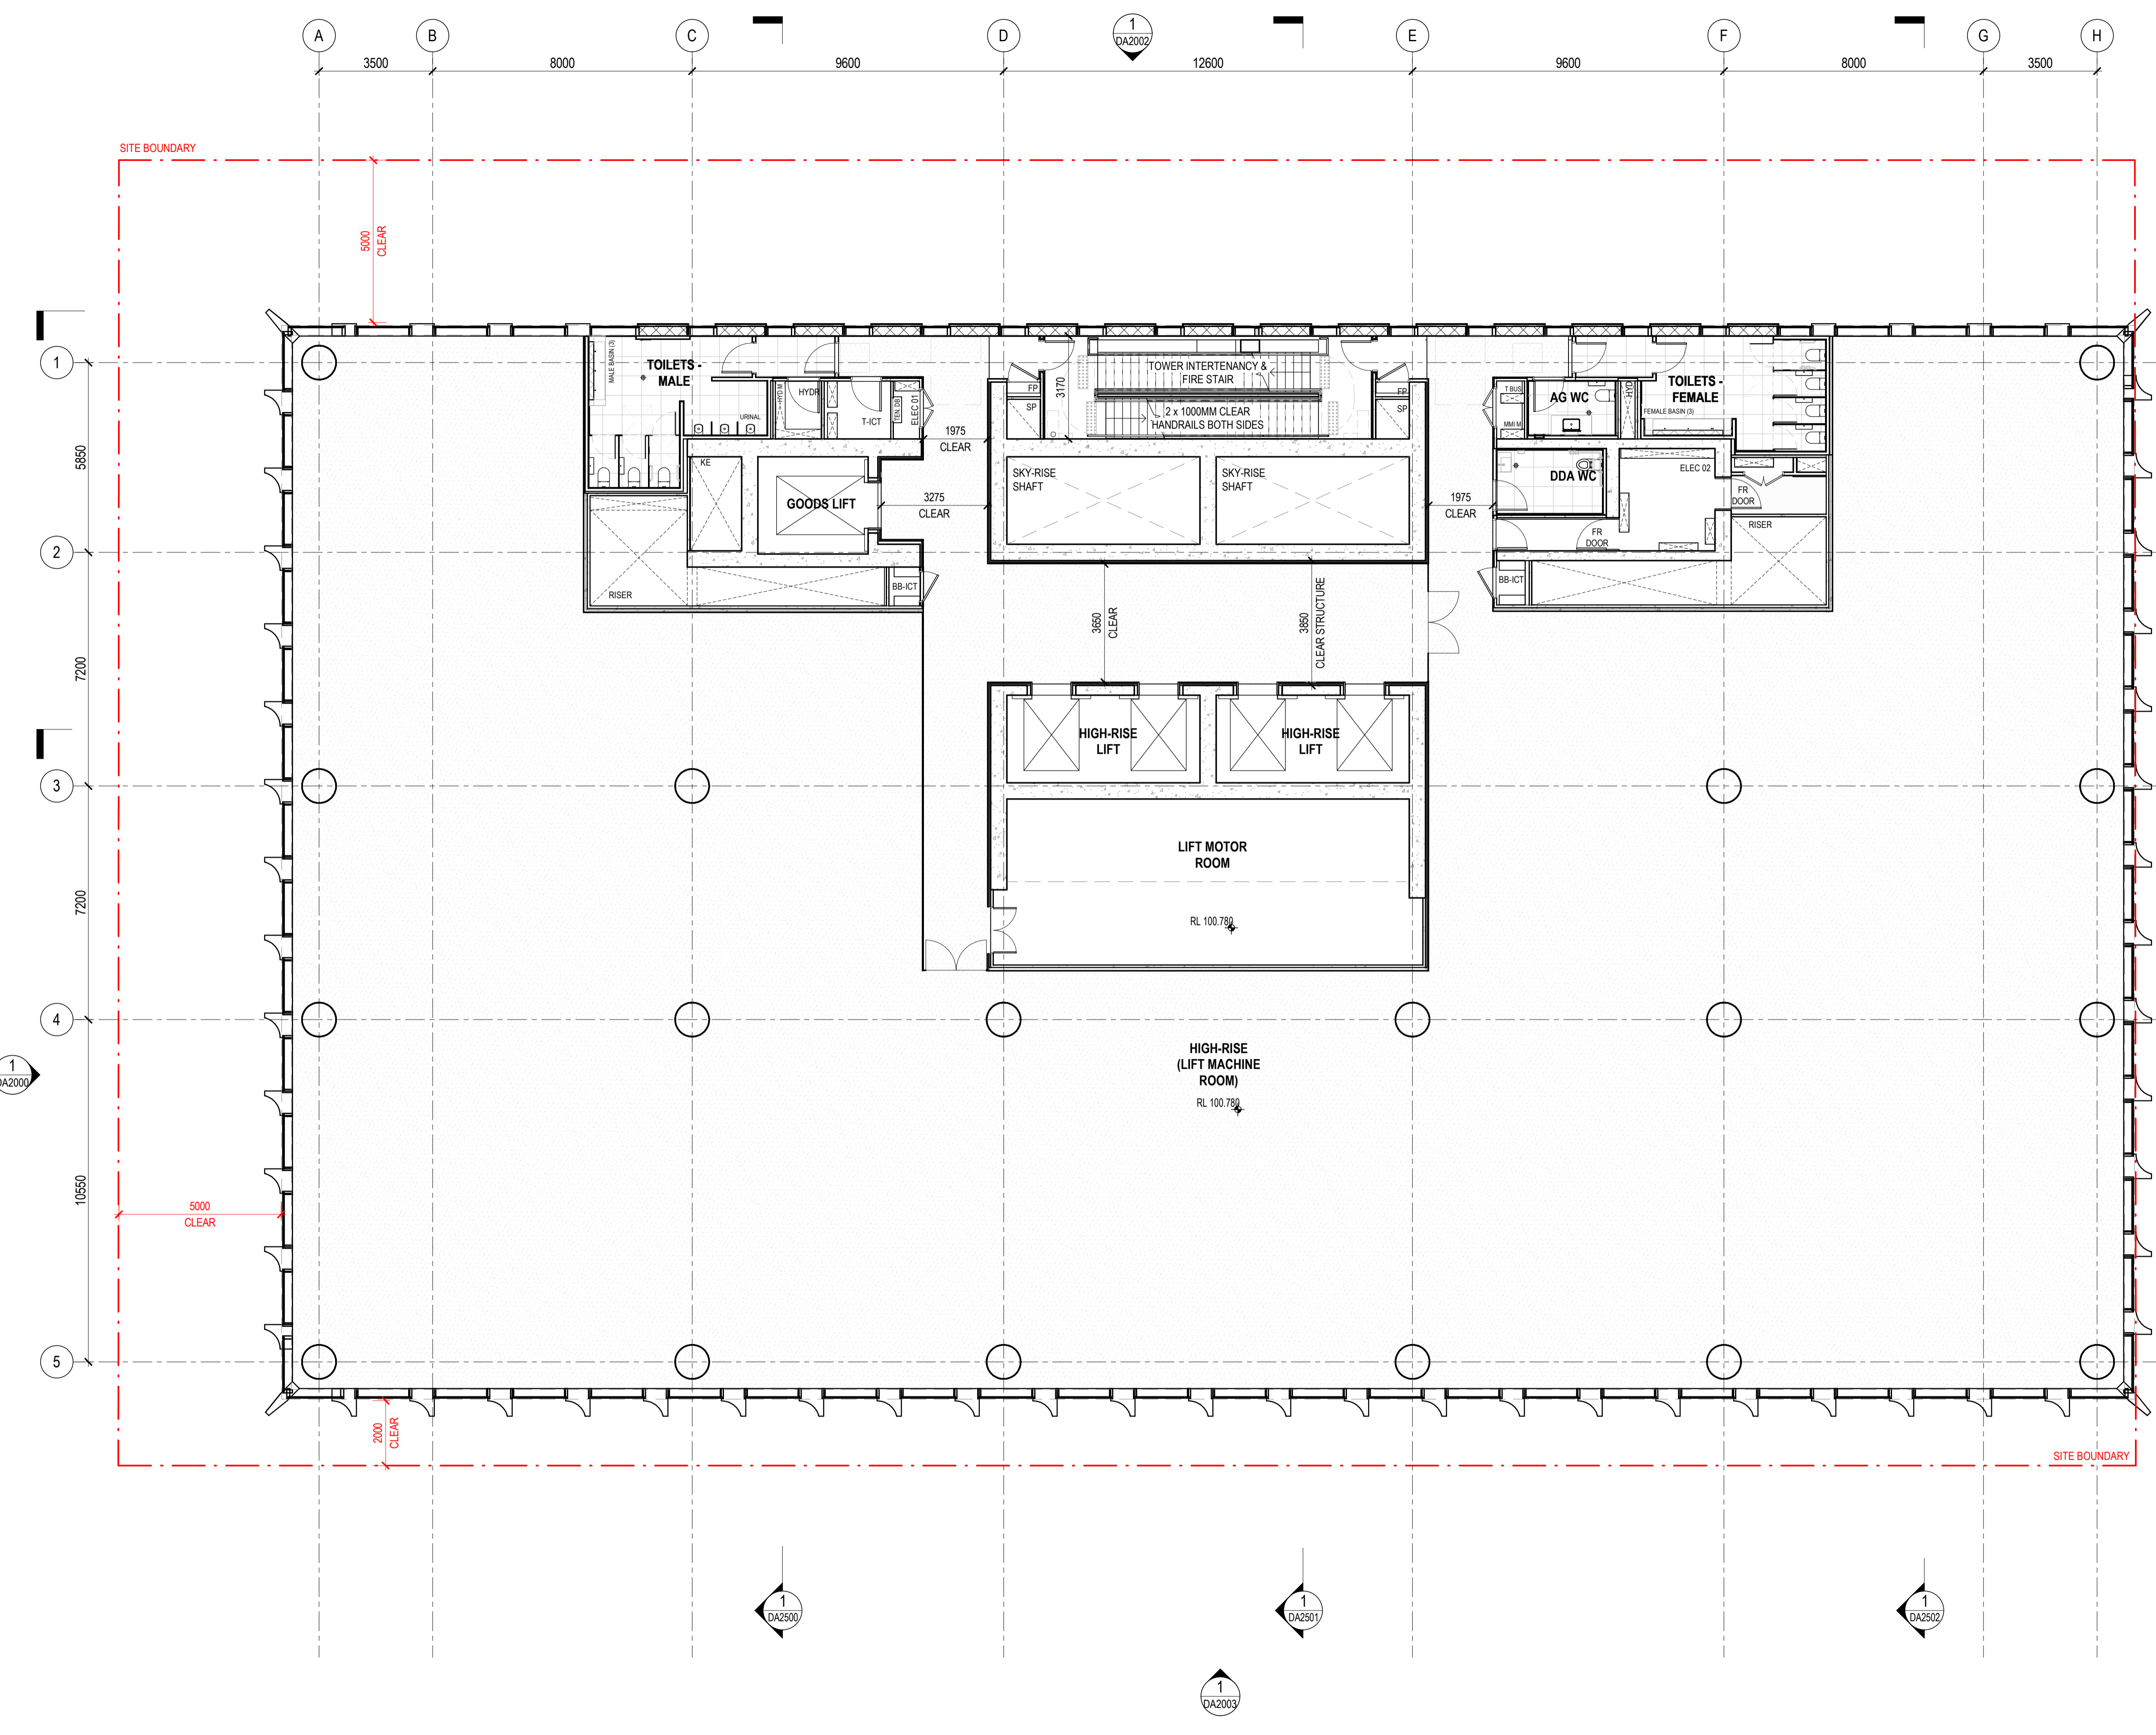 A
B
C
D
E
F
G
H
1
DA2002
3500
8000
9600
12600
9600
8000
3500
SITE BOUNDARY
5000
CLEAR
1
2
3
4
5
5850
7200
7200
10550
TOILETS -
MALE
MALE BASIN (3)
URINAL
HYD M
HYDR
T-ICT
TEN. DB
ELEC 01
1975
CLEAR
FP
SP
3170
TOWER INTERTENANCY &
FIRE STAIR
2 x 1000MM CLEAR
HANDRAILS BOTH SIDES
FP
SP
T BUS
MMI M
AG WC
HYD
TOILETS -
FEMALE
FEMALE BASIN (3)
KE
GOODS LIFT
3275
CLEAR
SKY-RISE
SHAFT
SKY-RISE
SHAFT
1975
CLEAR
DDA WC
ELEC 02
FR
DOOR
FR
DOOR
RISER
RISER
BB-ICT
BB-ICT
3650
CLEAR
3850
CLEAR STRUCTURE
HIGH-RISE
LIFT
HIGH-RISE
LIFT
LIFT MOTOR
ROOM
RL 100.780
HIGH-RISE
(LIFT MACHINE
ROOM)
RL 100.780
1
DA2000
5000
CLEAR
2000
CLEAR
SITE BOUNDARY
1
DA2500
1
DA2501
1
DA2502
1
DA2003